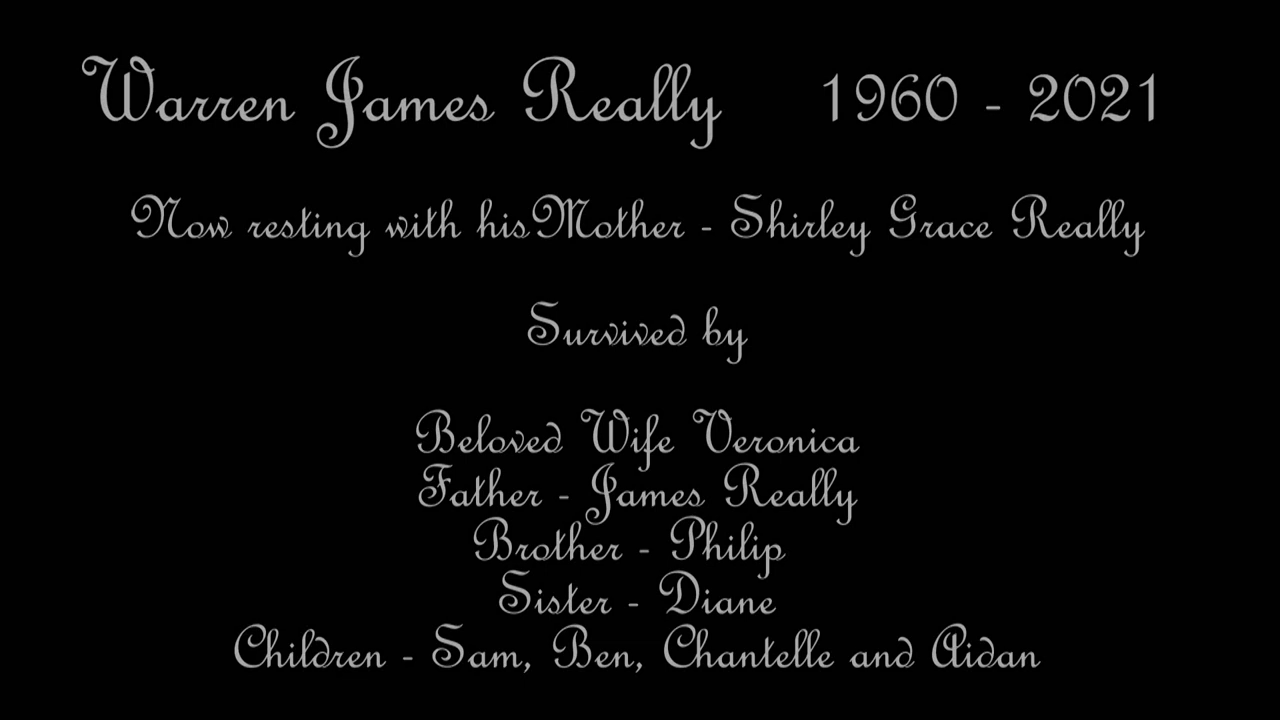 Warren James Really 1960 - 2021
Now resting with hisMother - Shirley Grace Really
Survived by
Beloved Wife Veronica
Father - James Really
Brother - Philip
Sister - Diane
Children - Sam, Ben, Chantelle and Aidan